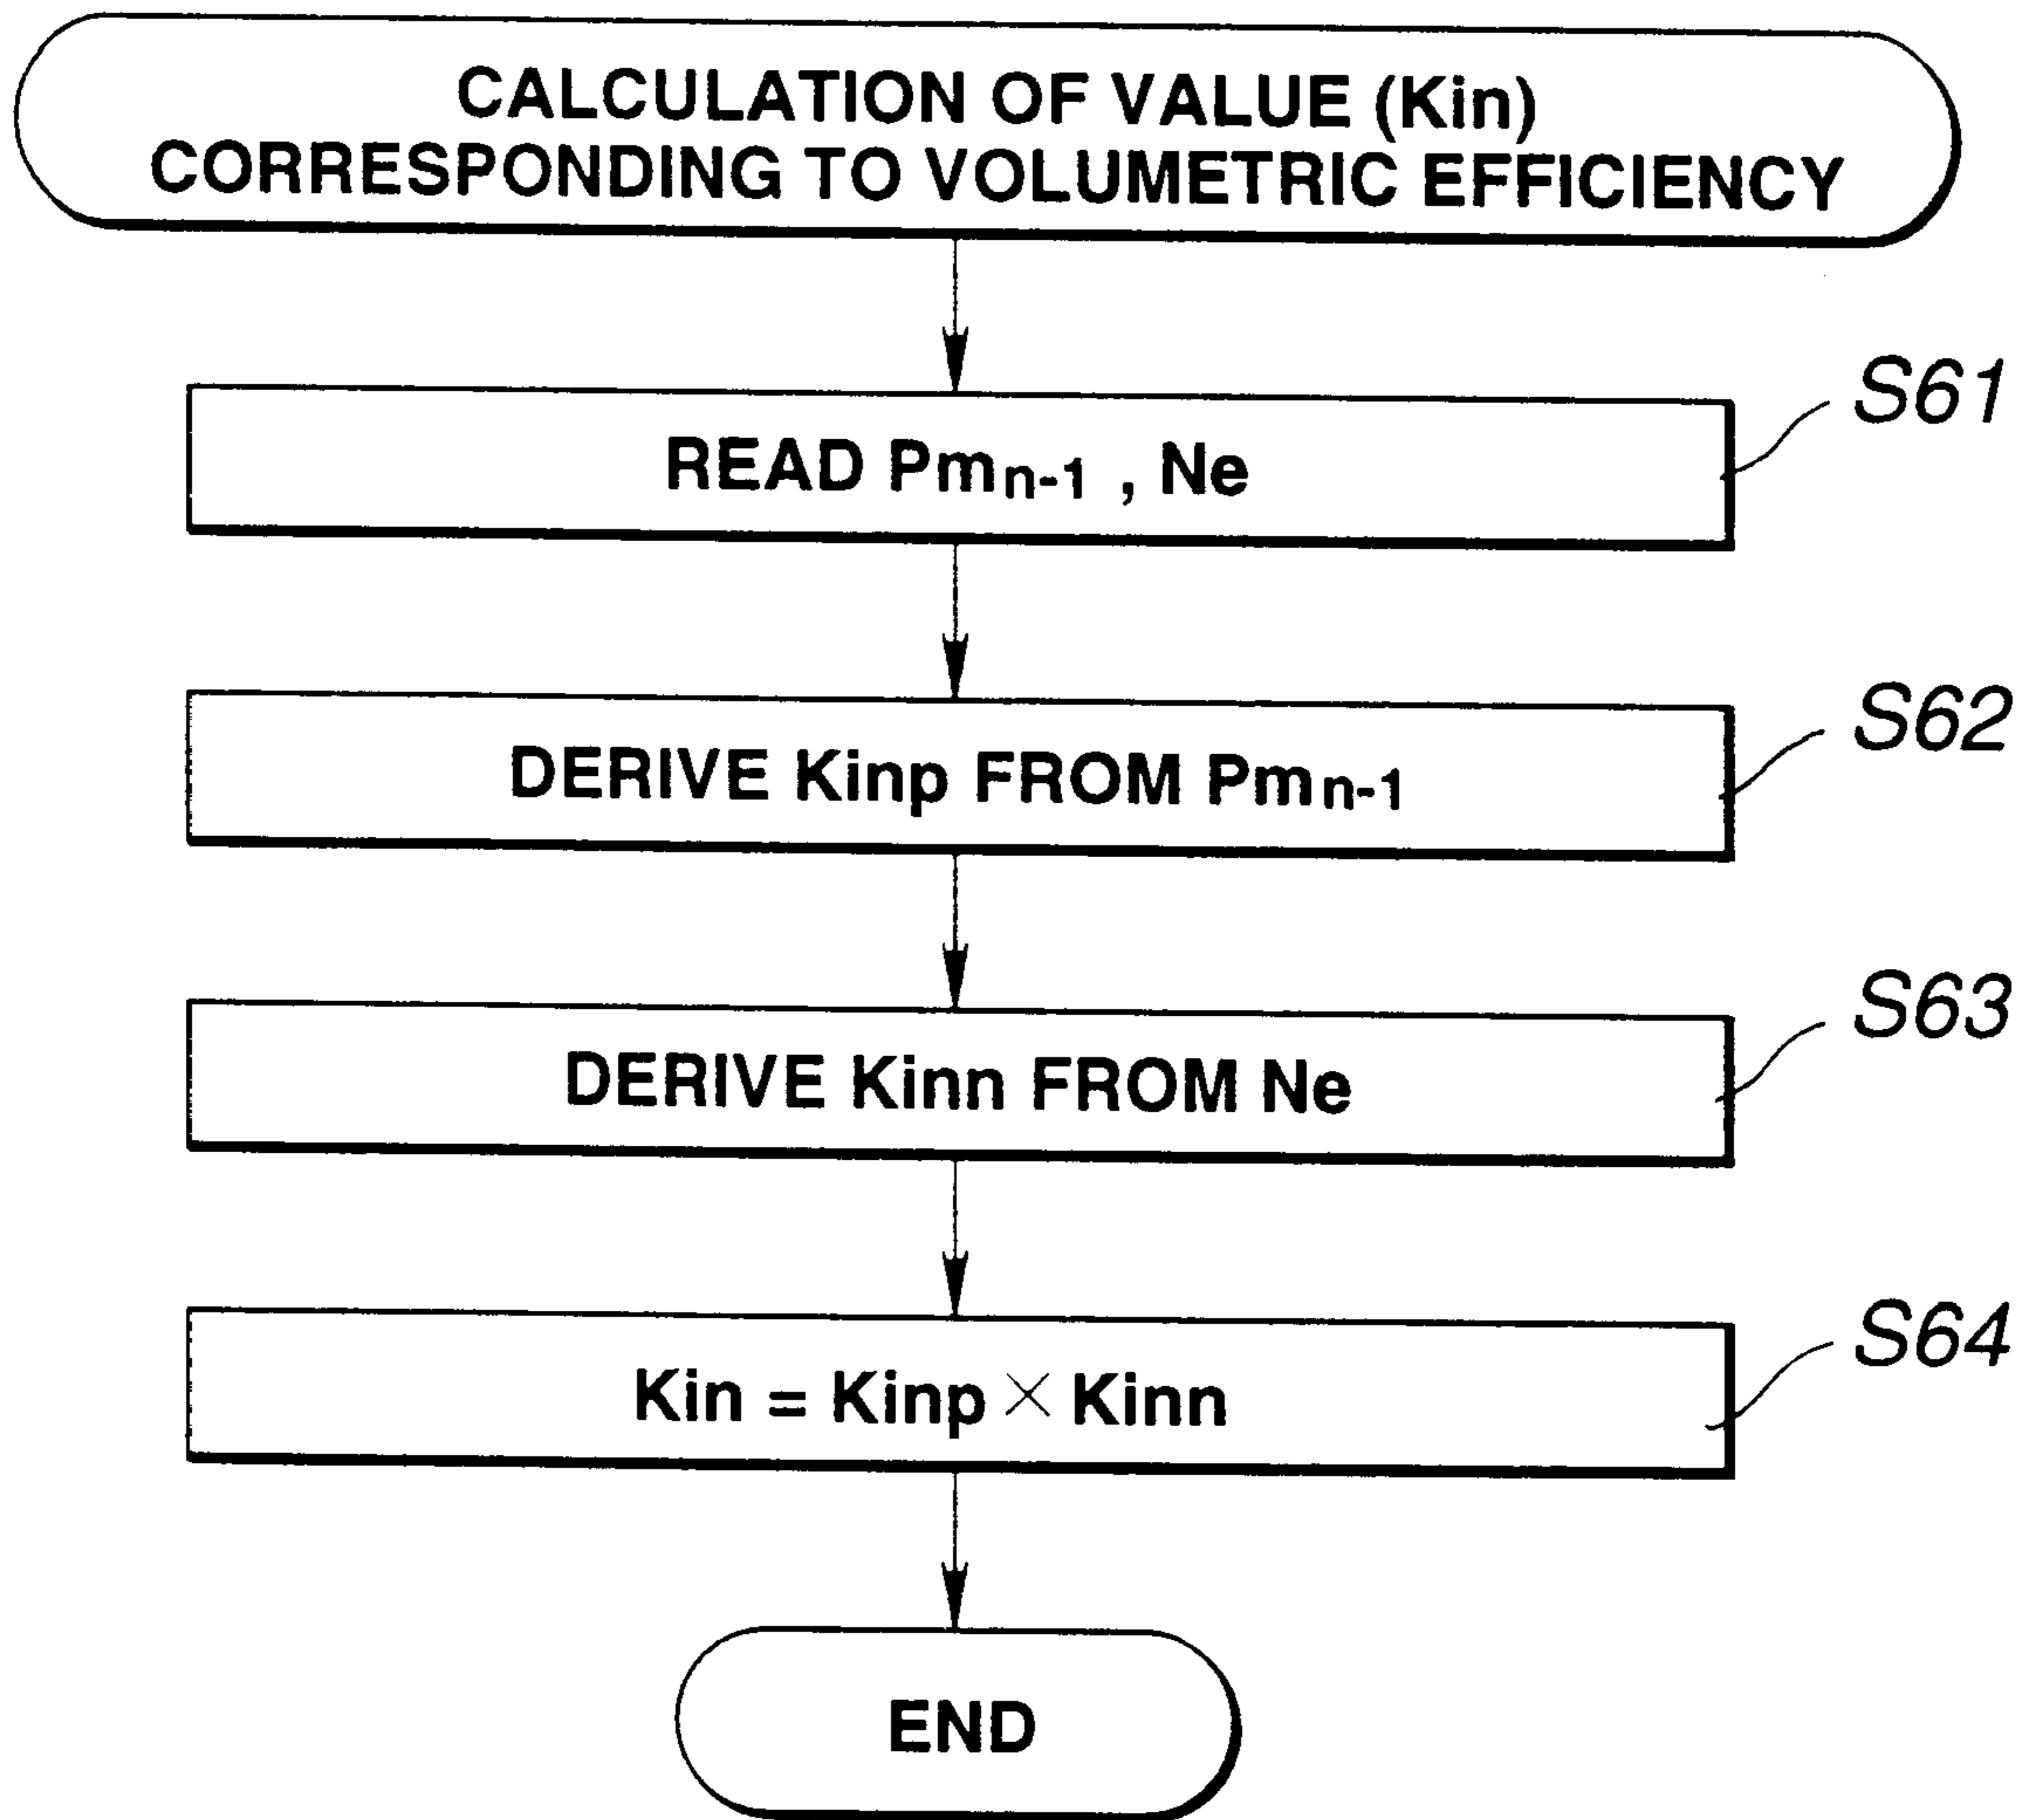 CALCULATION OF VALUE (Kin)
CORRESPONDING TO VOLUMETRIC EFFICIENCY
S61
READ Pmn-1 , Ne
S62
DERIVE Kinp FROM Pmn-1
S63
DERIVE Kinn FROM Ne
S64
Kin = Kinp × Kinn
END